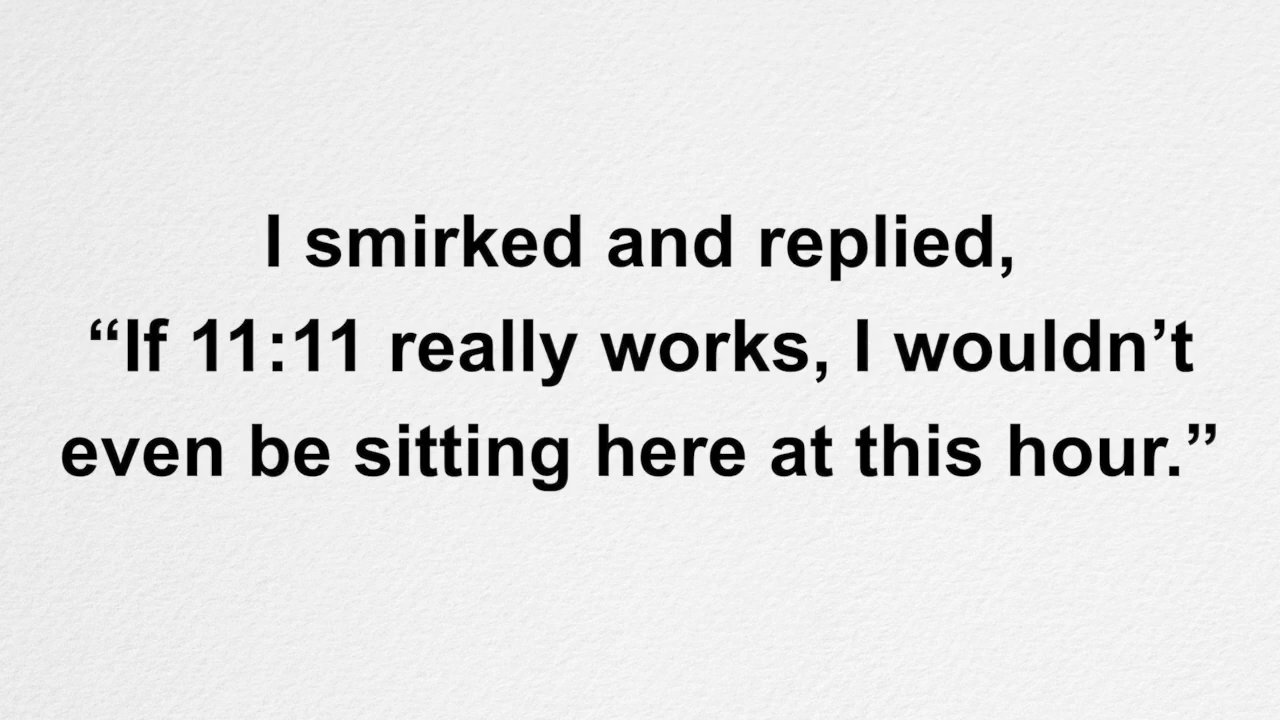 I smirked and replied,
“If 11:11 really works, I wouldn’t
even be sitting here at this hour.”